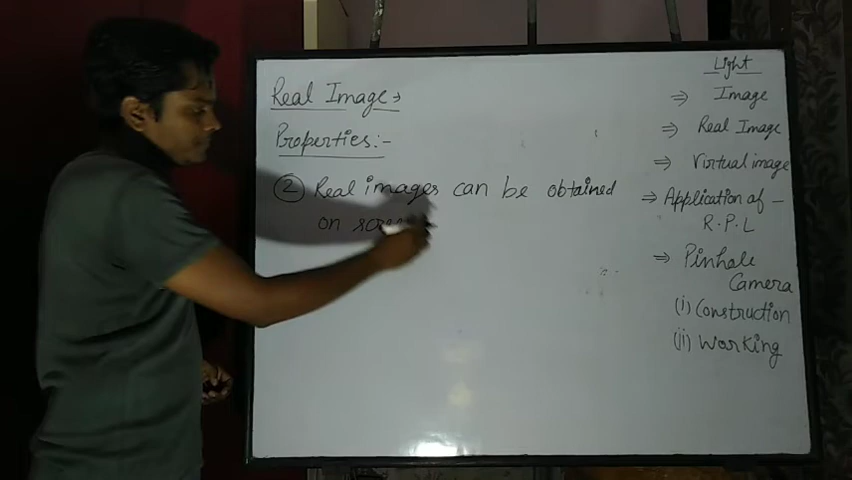 Real Image →
Properties:-
② Real images can be obtained
on screen
Light
⇒ Image
⇒ Real Image
⇒ Virtual image
⇒ Application of -
R.P.L
⇒ Pinhole
Camera
(i) Construction
(ii) Working